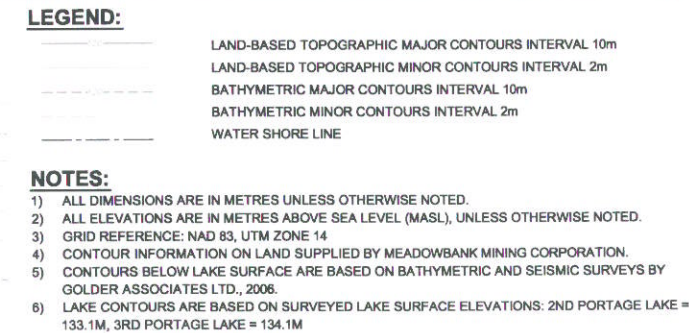 LEGEND:
LAND-BASED TOPOGRAPHIC MAJOR CONTOURS INTERVAL 10m
LAND-BASED TOPOGRAPHIC MINOR CONTOURS INTERVAL 2m
BATHYMETRIC MAJOR CONTOURS INTERVAL 10m
BATHYMETRIC MINOR CONTOURS INTERVAL 2m
WATER SHORE LINE
NOTES:
1) ALL DIMENSIONS ARE IN METRES UNLESS OTHERWISE NOTED.
2) ALL ELEVATIONS ARE IN METRES ABOVE SEA LEVEL (MASL), UNLESS OTHERWISE NOTED.
3) GRID REFERENCE: NAD 83, UTM ZONE 14
4) CONTOUR INFORMATION ON LAND SUPPLIED BY MEADOWBANK MINING CORPORATION.
5) CONTOURS BELOW LAKE SURFACE ARE BASED ON BATHYMETRIC AND SEISMIC SURVEYS BY
GOLDER ASSOCIATES LTD., 2006.
6) LAKE CONTOURS ARE BASED ON SURVEYED LAKE SURFACE ELEVATIONS: 2ND PORTAGE LAKE =
133.1M, 3RD PORTAGE LAKE = 134.1M